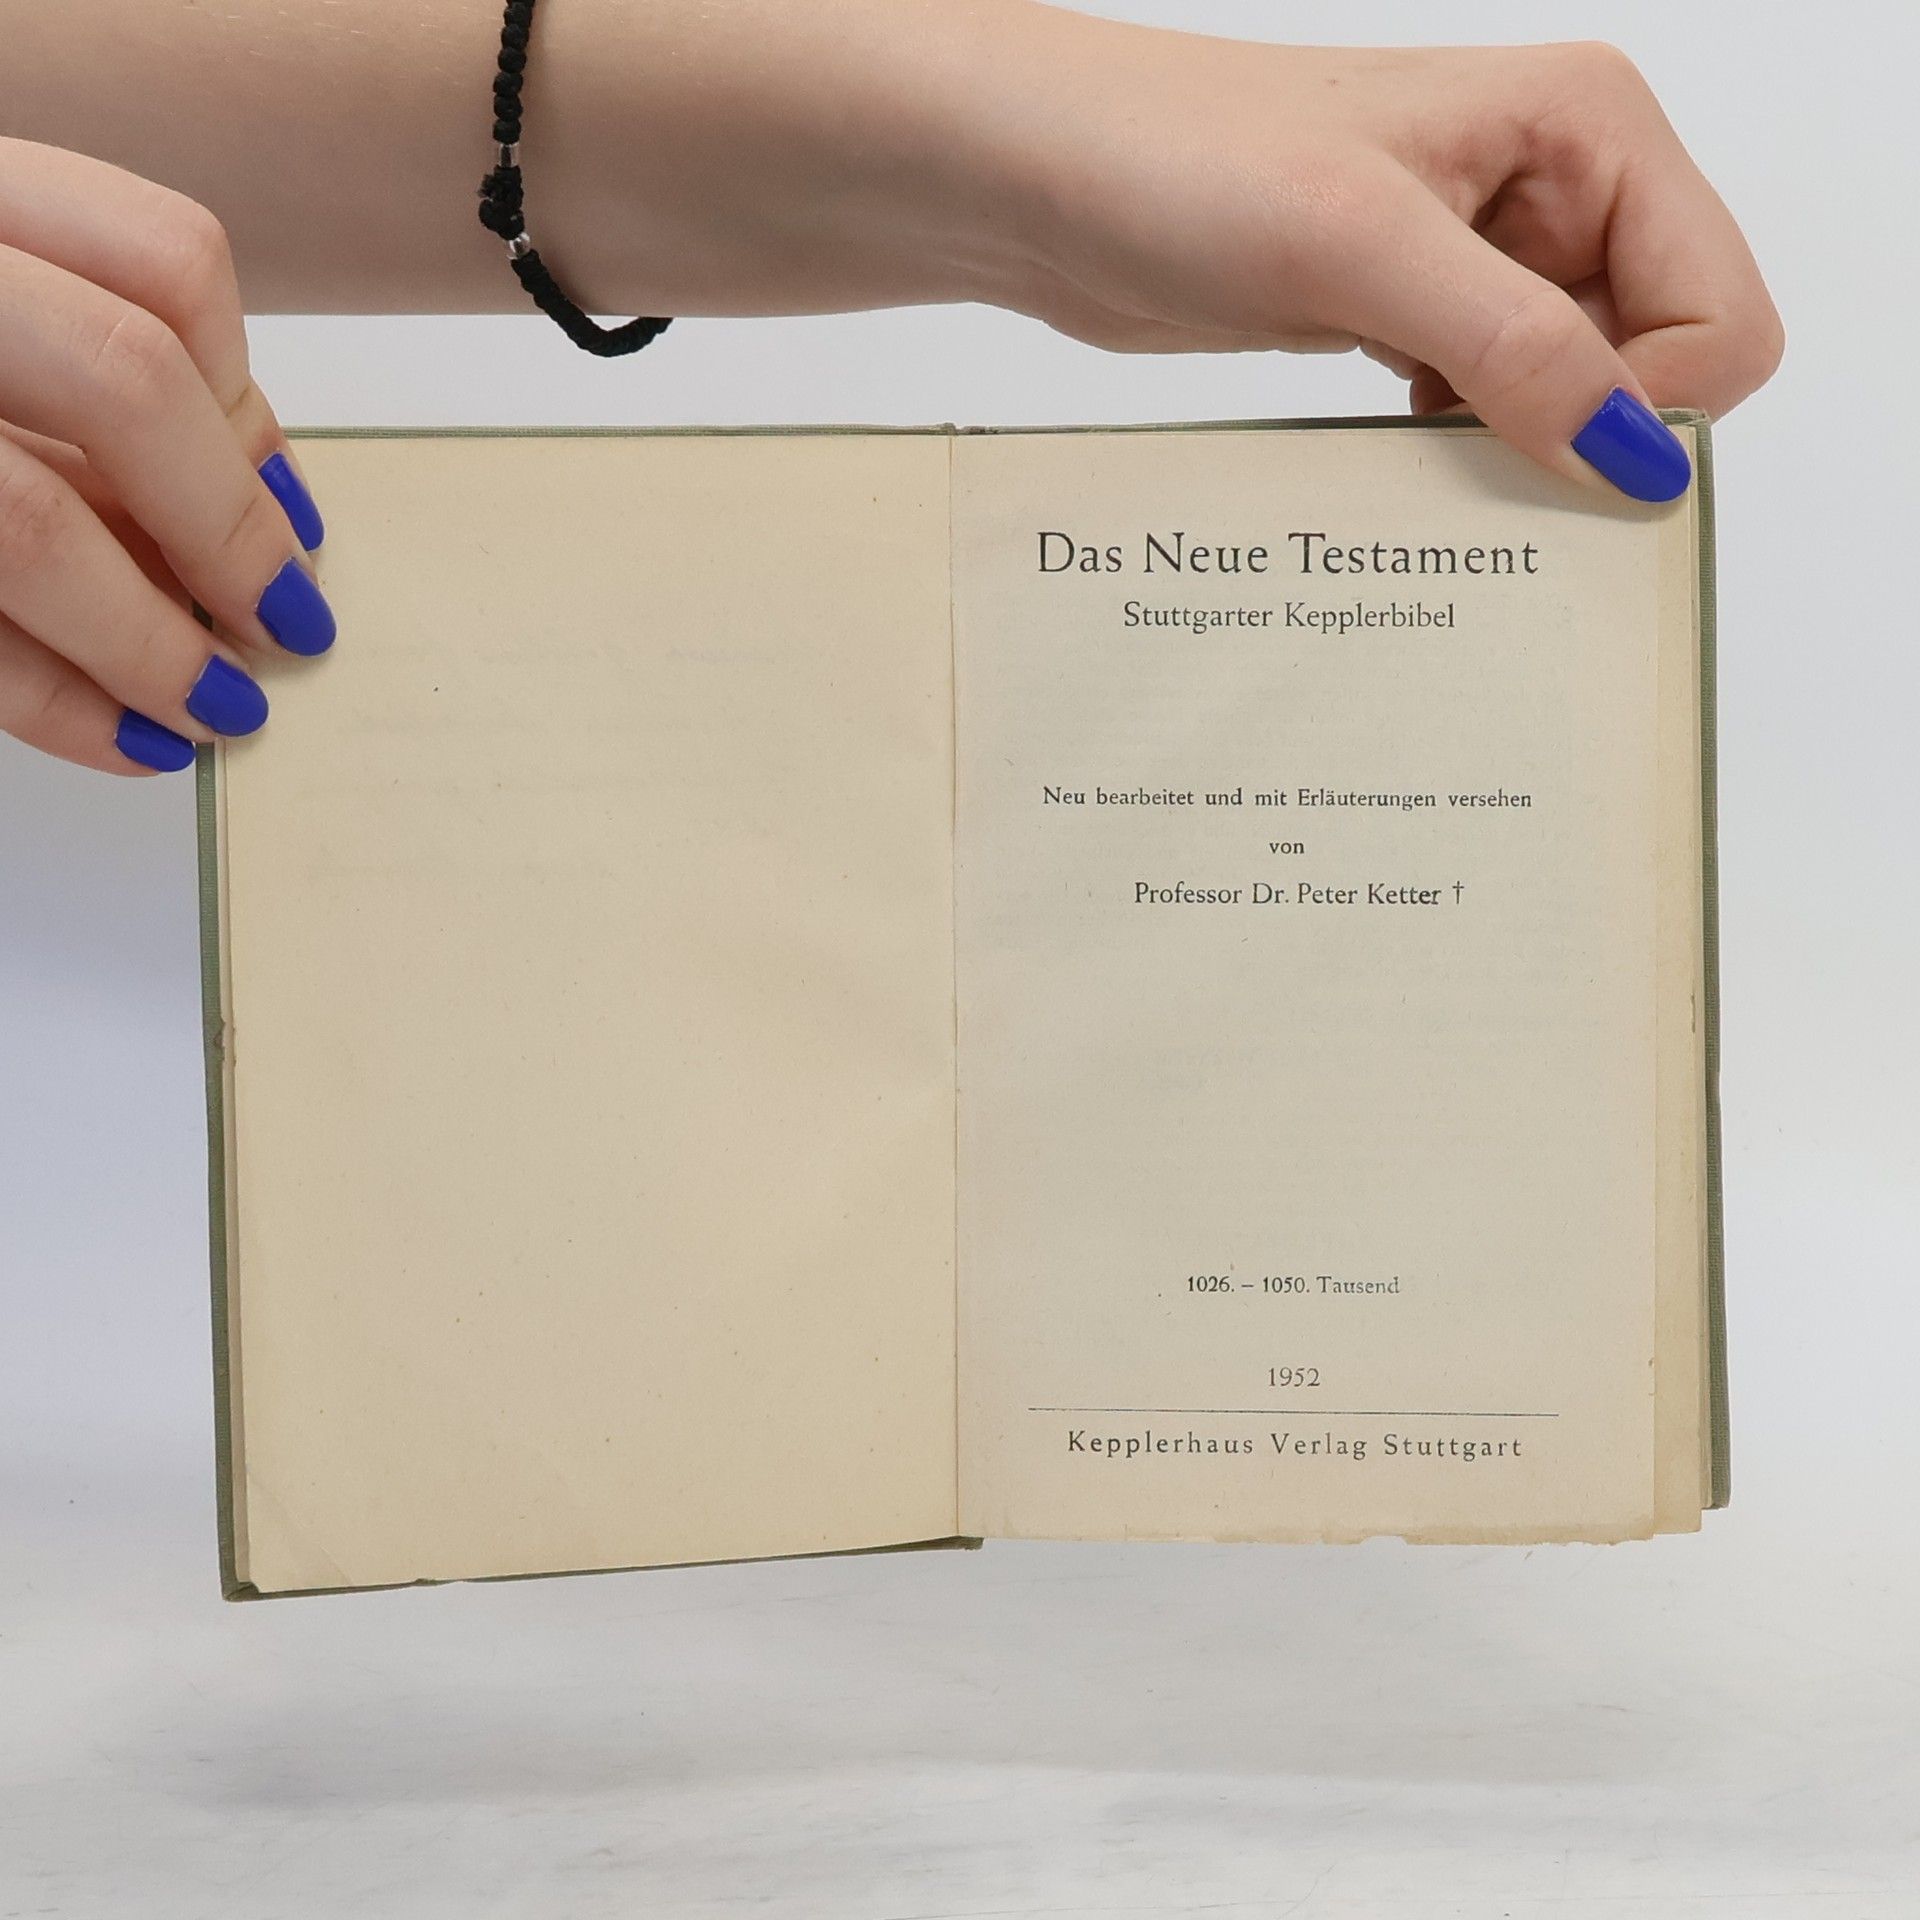 Das Neue Testament
Stuttgarter Kepplerbibel
Neu bearbeitet und mit Erläuterungen versehen
von
Professor Dr. Peter Ketter †
1026. – 1050. Tausend
1952
Kepplerhaus Verlag Stuttgart